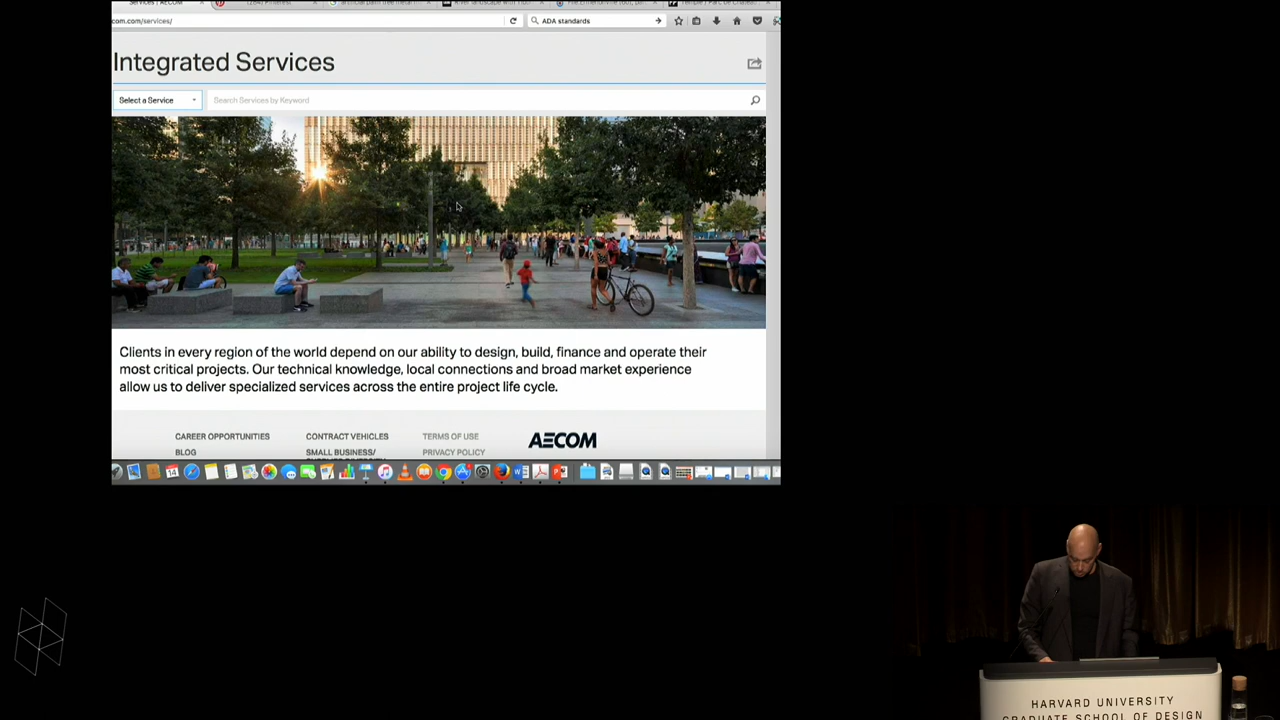 Services | AECOM
com.com/services/
ADA standards
Integrated Services
Select a Service
Search Services by Keyword
Clients in every region of the world depend on our ability to design, build, finance and operate their
most critical projects. Our technical knowledge, local connections and broad market experience
allow us to deliver specialized services across the entire project life cycle.
CAREER OPPORTUNITIES
CONTRACT VEHICLES
TERMS OF USE
AECOM
BLOG
SMALL BUSINESS/
PRIVACY POLICY
14
HARVARD UNIVERSITY
GRADUATE SCHOOL OF DESIGN